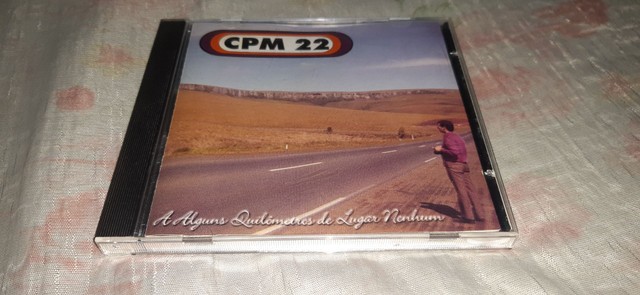 CPM 22
A Alguns Quilômetros de Lugar Nenhum